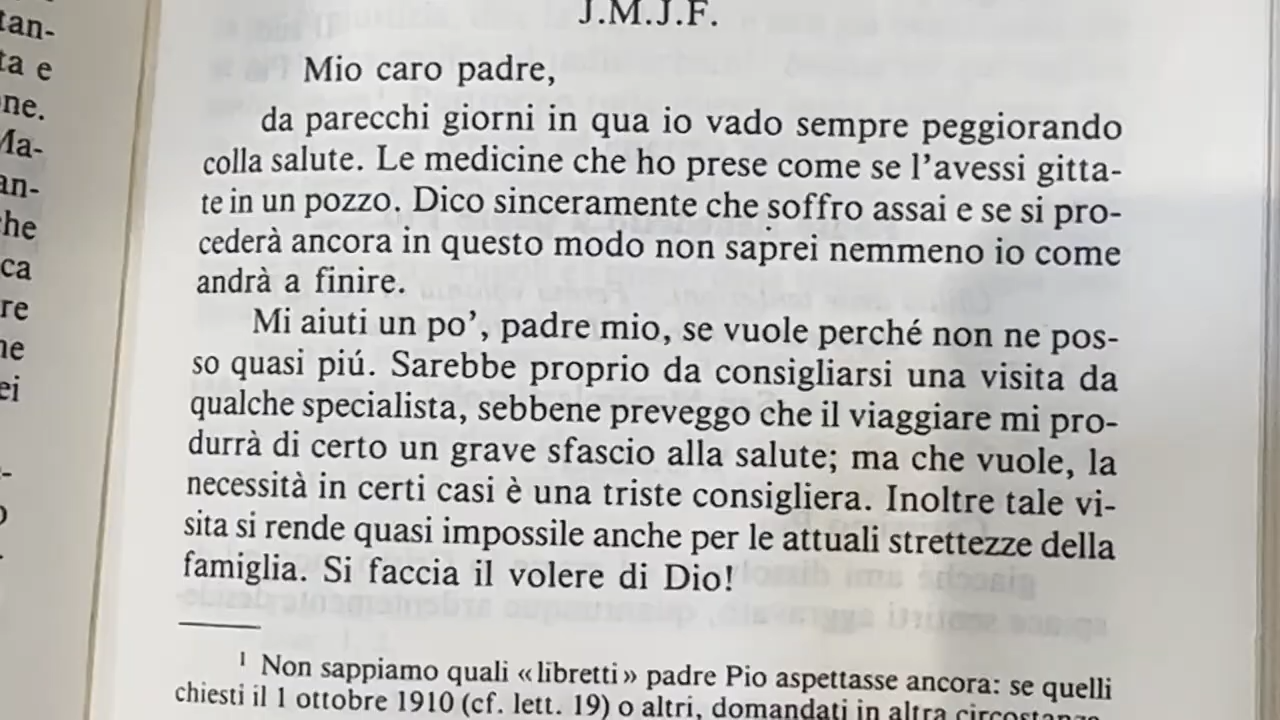 J.M.J.F.
Mio caro padre,
da parecchi giorni in qua io vado sempre peggiorando
colla salute. Le medicine che ho prese come se l'avessi gitta-
te in un pozzo. Dico sinceramente che soffro assai e se si pro-
cederà ancora in questo modo non saprei nemmeno io come
andrà a finire.
Mi aiuti un po', padre mio, se vuole perché non ne pos-
so quasi piú. Sarebbe proprio da consigliarsi una visita da
qualche specialista, sebbene preveggo che il viaggiare mi pro-
durrà di certo un grave sfascio alla salute; ma che vuole, la
necessità in certi casi è una triste consigliera. Inoltre tale vi-
sita si rende quasi impossile anche per le attuali strettezze della
famiglia. Si faccia il volere di Dio!
1 Non sappiamo quali «libretti» padre Pio aspettasse ancora: se quelli
chiesti il 1 ottobre 1910 (cf. lett. 19) o altri, domandati in altra